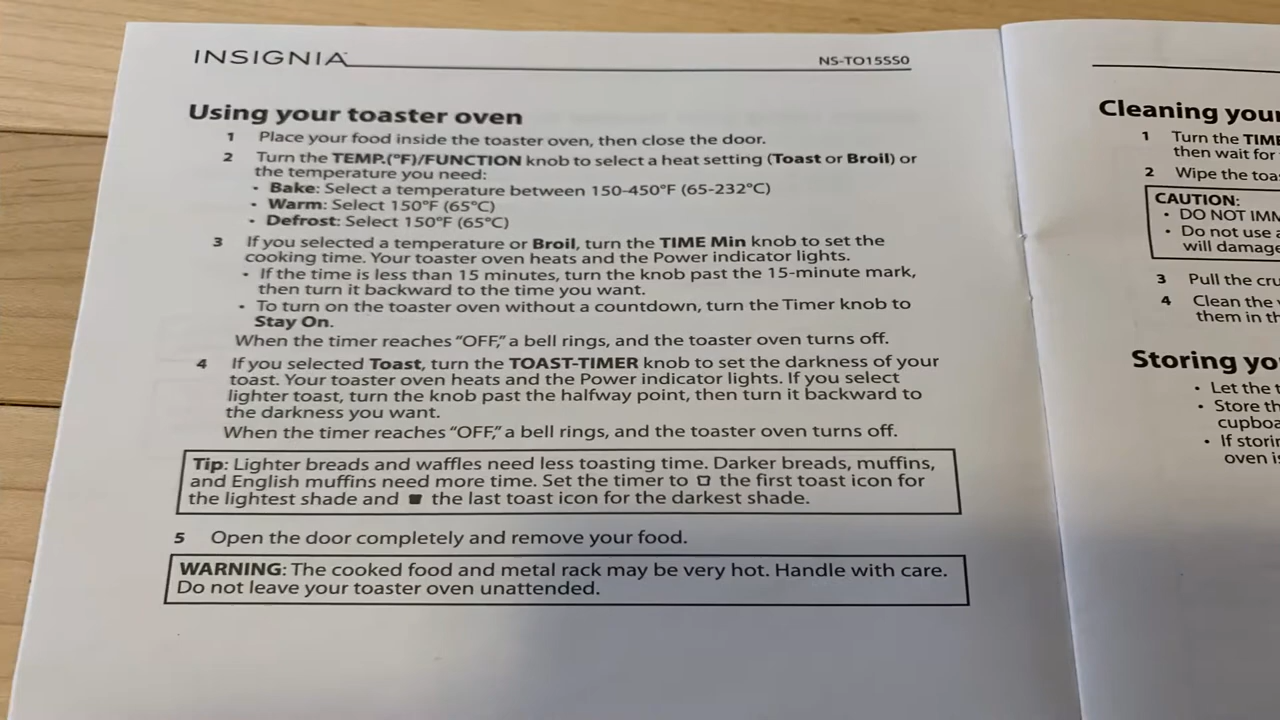 INSIGNIA™
NS-TO15SS0
Using your toaster oven
1 Place your food inside the toaster oven, then close the door.
2 Turn the TEMP.(°F)/FUNCTION knob to select a heat setting (Toast or Broil) or
the temperature you need:
• Bake: Select a temperature between 150-450°F (65-232°C)
• Warm: Select 150°F (65°C)
• Defrost: Select 150°F (65°C)
3 If you selected a temperature or Broil, turn the TIME Min knob to set the
cooking time. Your toaster oven heats and the Power indicator lights.
• If the time is less than 15 minutes, turn the knob past the 15-minute mark,
then turn it backward to the time you want.
• To turn on the toaster oven without a countdown, turn the Timer knob to
Stay On.
When the timer reaches “OFF,” a bell rings, and the toaster oven turns off.
4 If you selected Toast, turn the TOAST-TIMER knob to set the darkness of your
toast. Your toaster oven heats and the Power indicator lights. If you select
lighter toast, turn the knob past the halfway point, then turn it backward to
the darkness you want.
When the timer reaches “OFF,” a bell rings, and the toaster oven turns off.
Tip: Lighter breads and waffles need less toasting time. Darker breads, muffins,
and English muffins need more time. Set the timer to the first toast icon for
the lightest shade and the last toast icon for the darkest shade.
5 Open the door completely and remove your food.
WARNING: The cooked food and metal rack may be very hot. Handle with care.
Do not leave your toaster oven unattended.
Cleaning your
1 Turn the TIME
then wait for
2 Wipe the
CAUTION:
• DO NOT
• Do not use
will damage
3 Pull the
4 Clean the
them in
Storing
• Let the
• Store
• If
oven